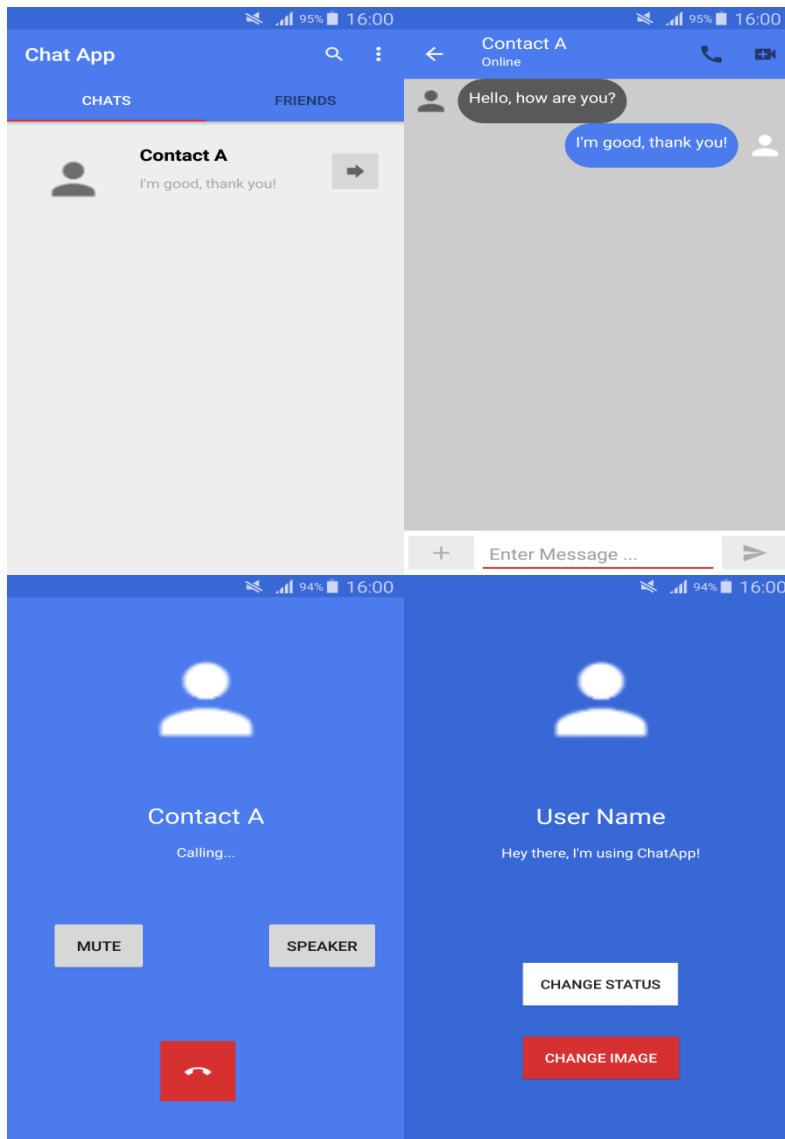 95% 16:00
Chat App
CHATS FRIENDS
Contact A
I'm good, thank you!
95% 16:00
Contact A
Online
Hello, how are you?
I'm good, thank you!
Enter Message ...
94% 16:00
Contact A
Calling...
MUTE SPEAKER
94% 16:00
User Name
Hey there, I'm using ChatApp!
CHANGE STATUS
CHANGE IMAGE